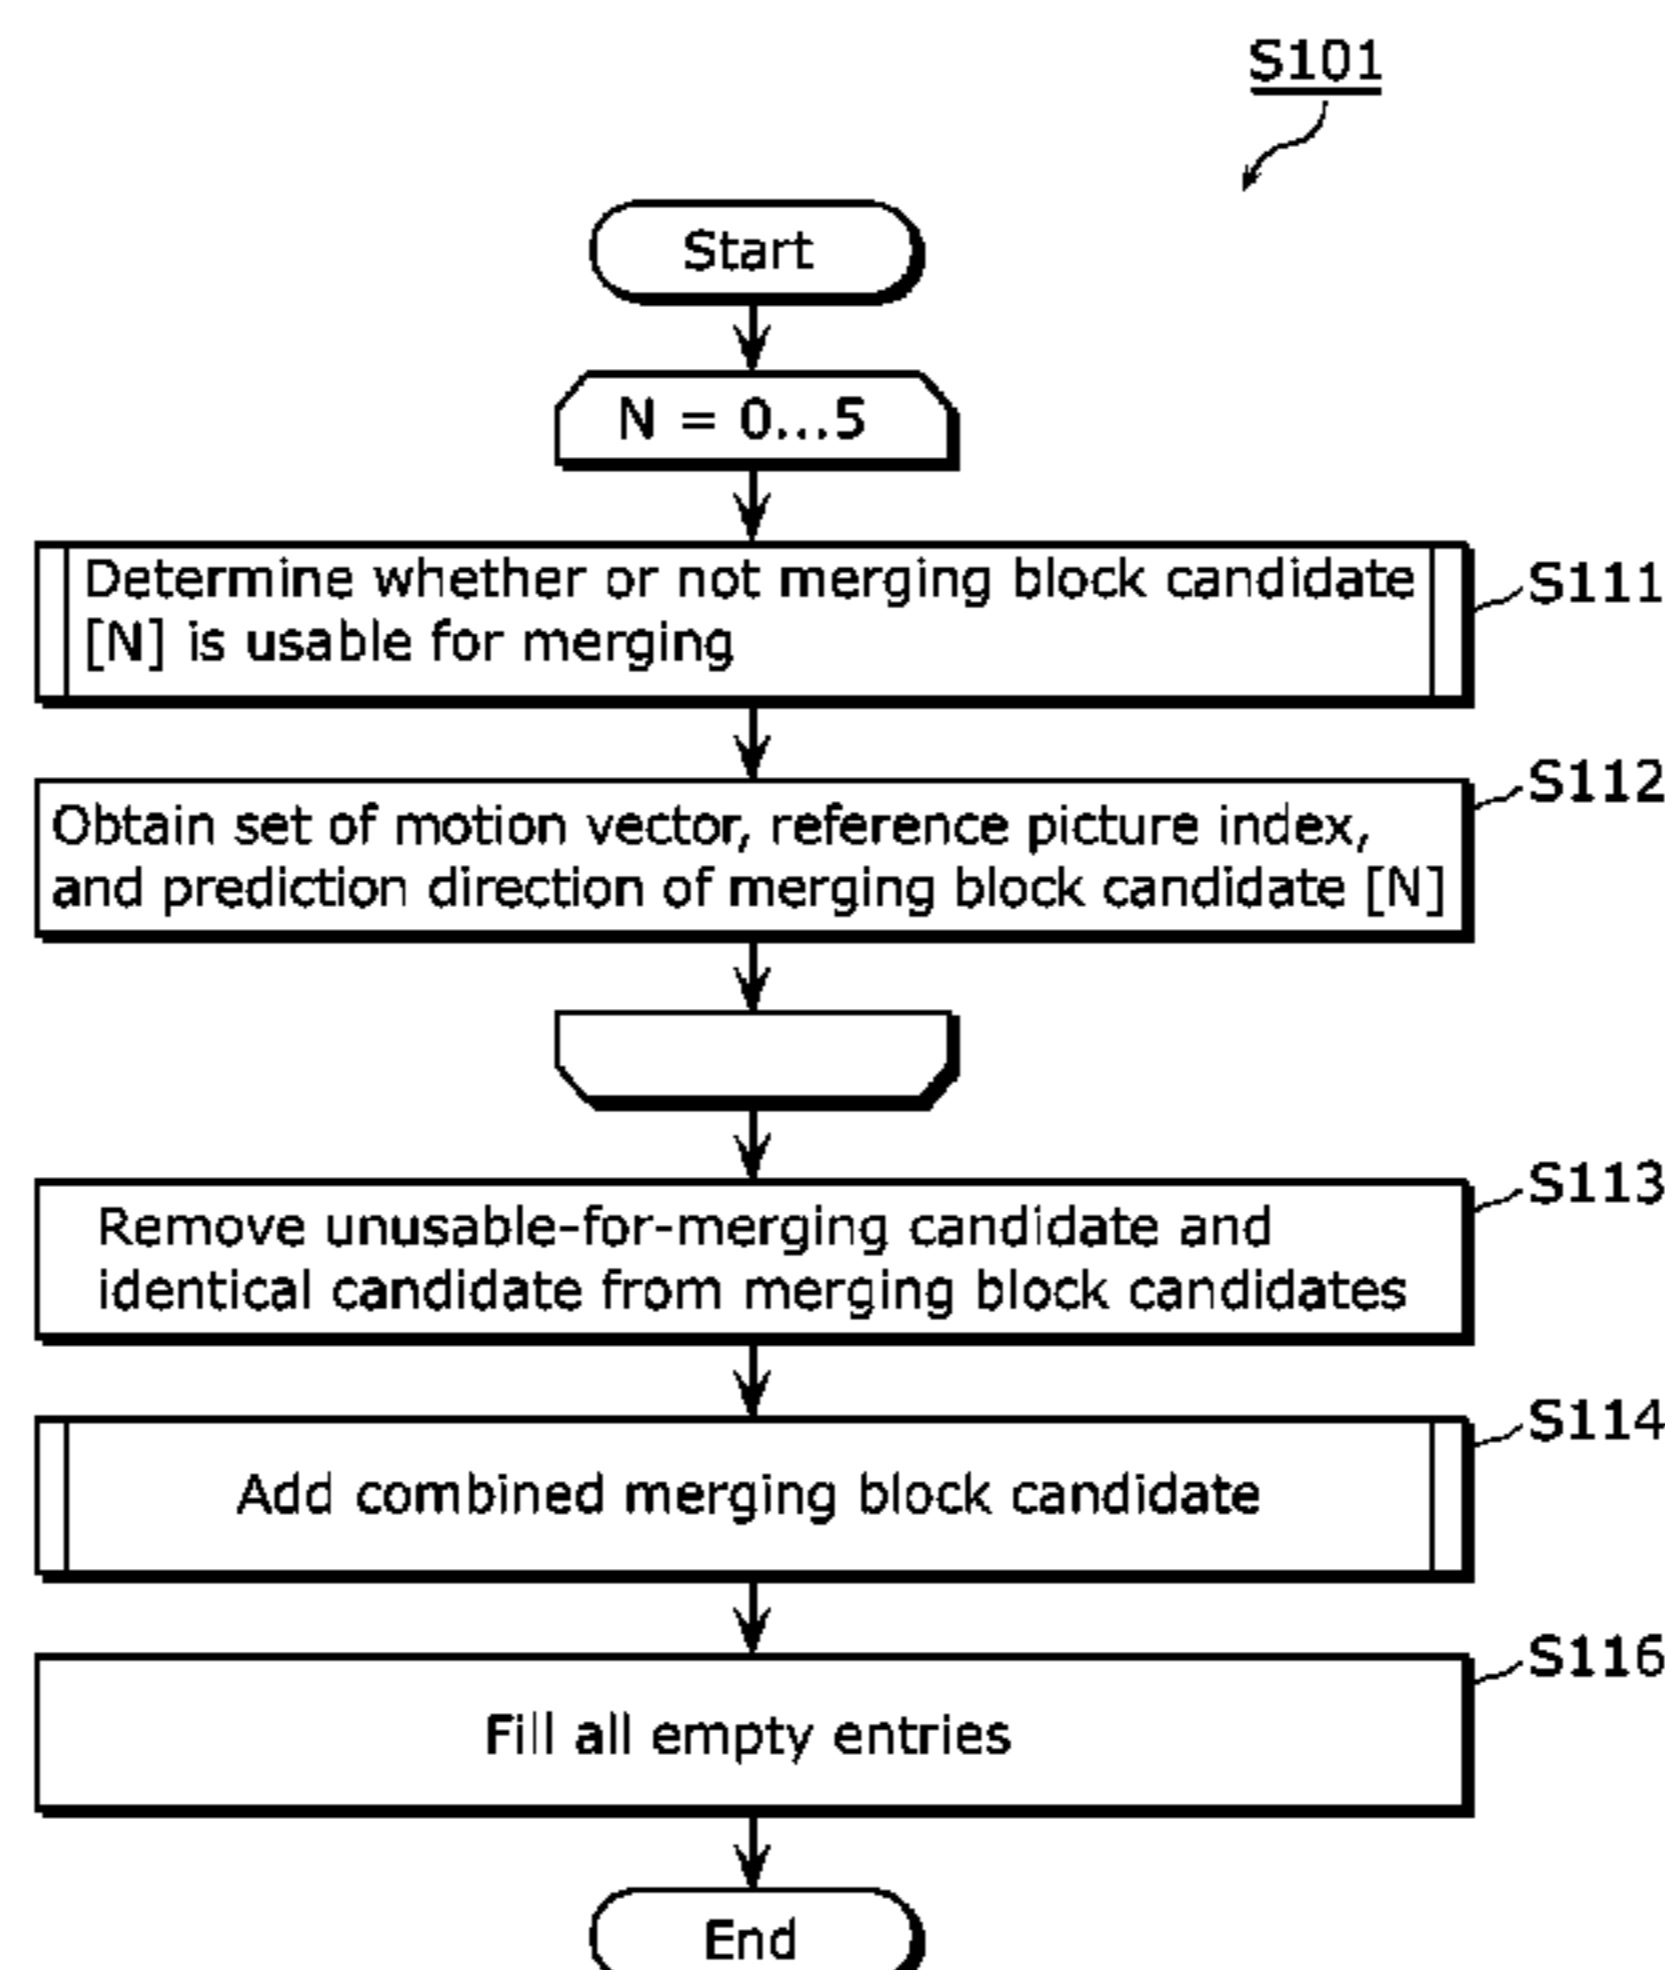 S101
Start
N = 0...5
Determine whether or not merging block candidate
[N] is usable for merging
S111
S112
Obtain set of motion vector, reference picture index,
and prediction direction of merging block candidate [N]
S113
Remove unusable-for-merging candidate and
identical candidate from merging block candidates
S114
Add combined merging block candidate
S116
Fill all empty entries
End